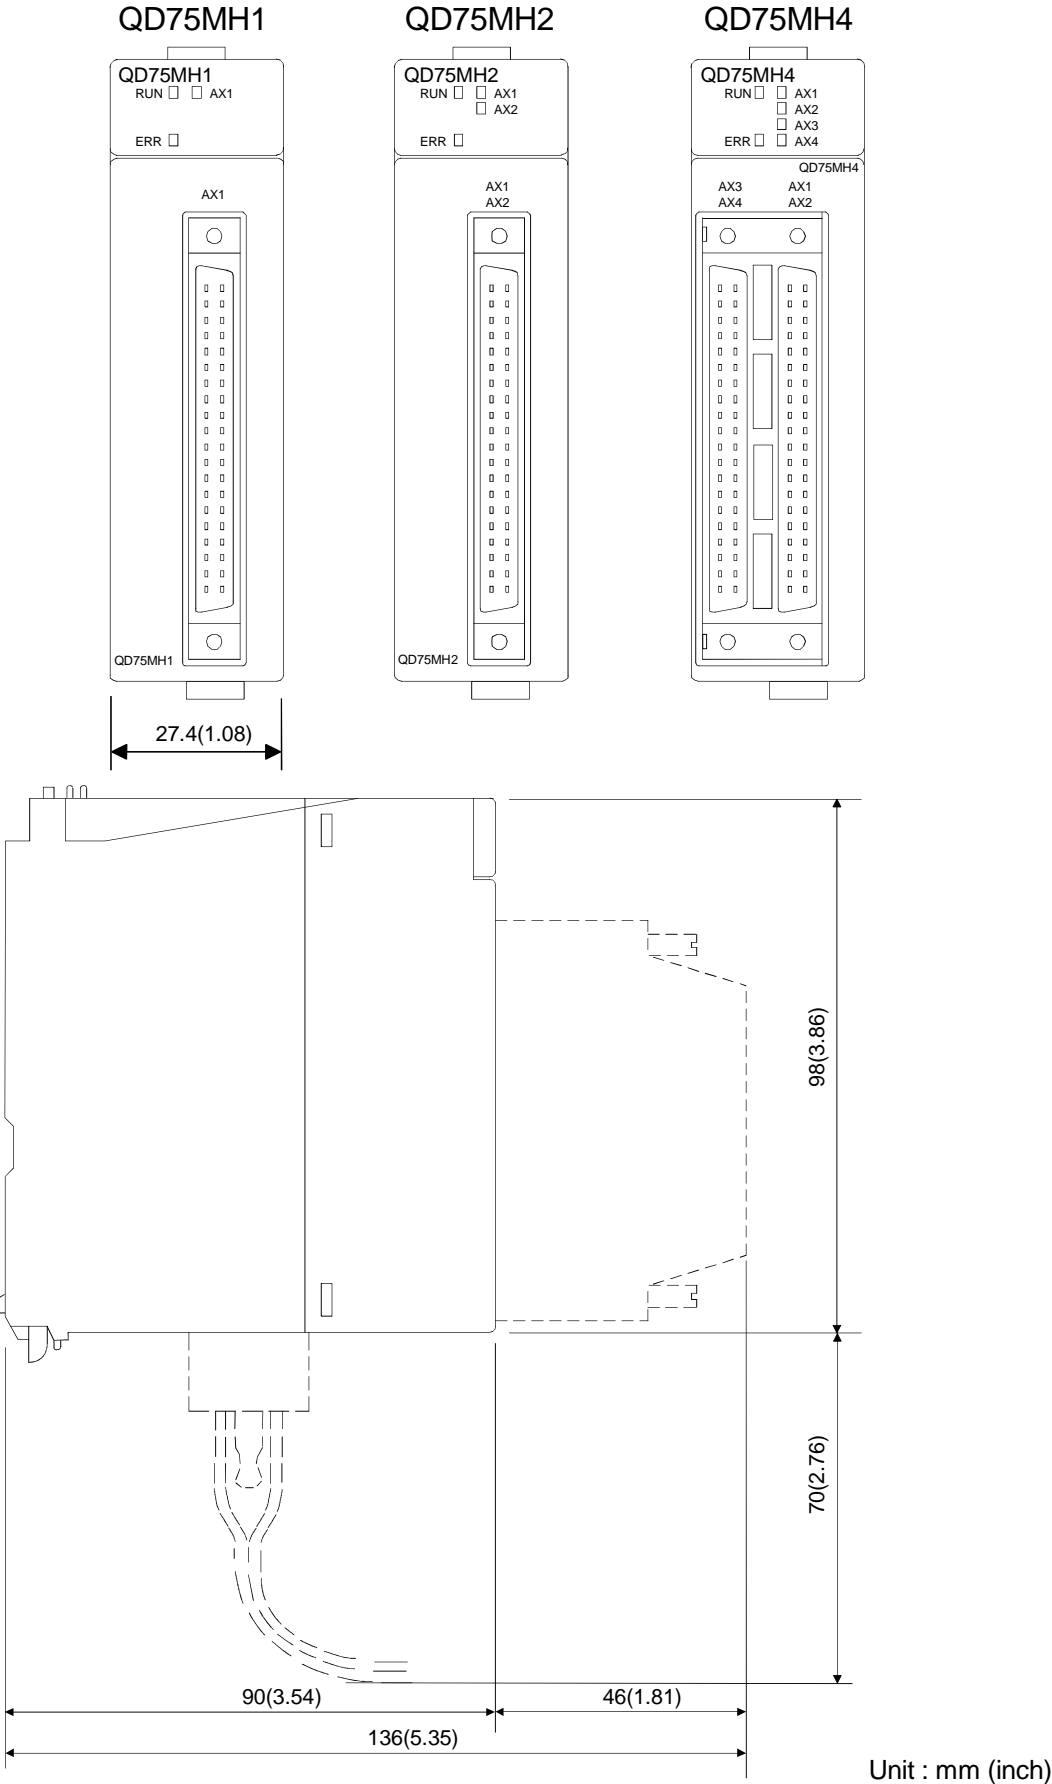 QD75MH1
QD75MH2
QD75MH4
QD75MH1
RUN AX1
ERR
AX1
QD75MH1
QD75MH2
RUN AX1
AX2
ERR
AX1
AX2
QD75MH2
QD75MH4
RUN AX1
AX2
AX3
ERR AX4
QD75MH4
AX3 AX1
AX4 AX2
27.4(1.08)
98(3.86)
70(2.76)
90(3.54)
46(1.81)
136(5.35)
Unit : mm (inch)